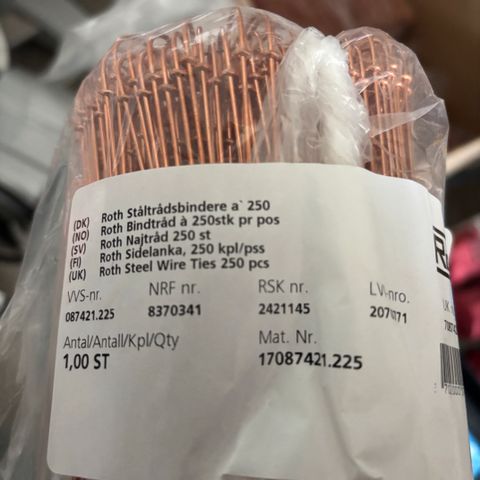 (DK) Roth Ståltrådsbindere a` 250
(NO) Roth Bindtråd à 250stk pr pos
(SV) Roth Najtråd 250 st
(FI) Roth Sidelanka, 250 kpl/pss
(UK) Roth Steel Wire Ties 250 pcs
VVS-nr. NRF nr. RSK nr.
087421.225 8370341 2421145
Antal/Antall/Kpl/Qty Mat. Nr.
1,00 ST 17087421.225